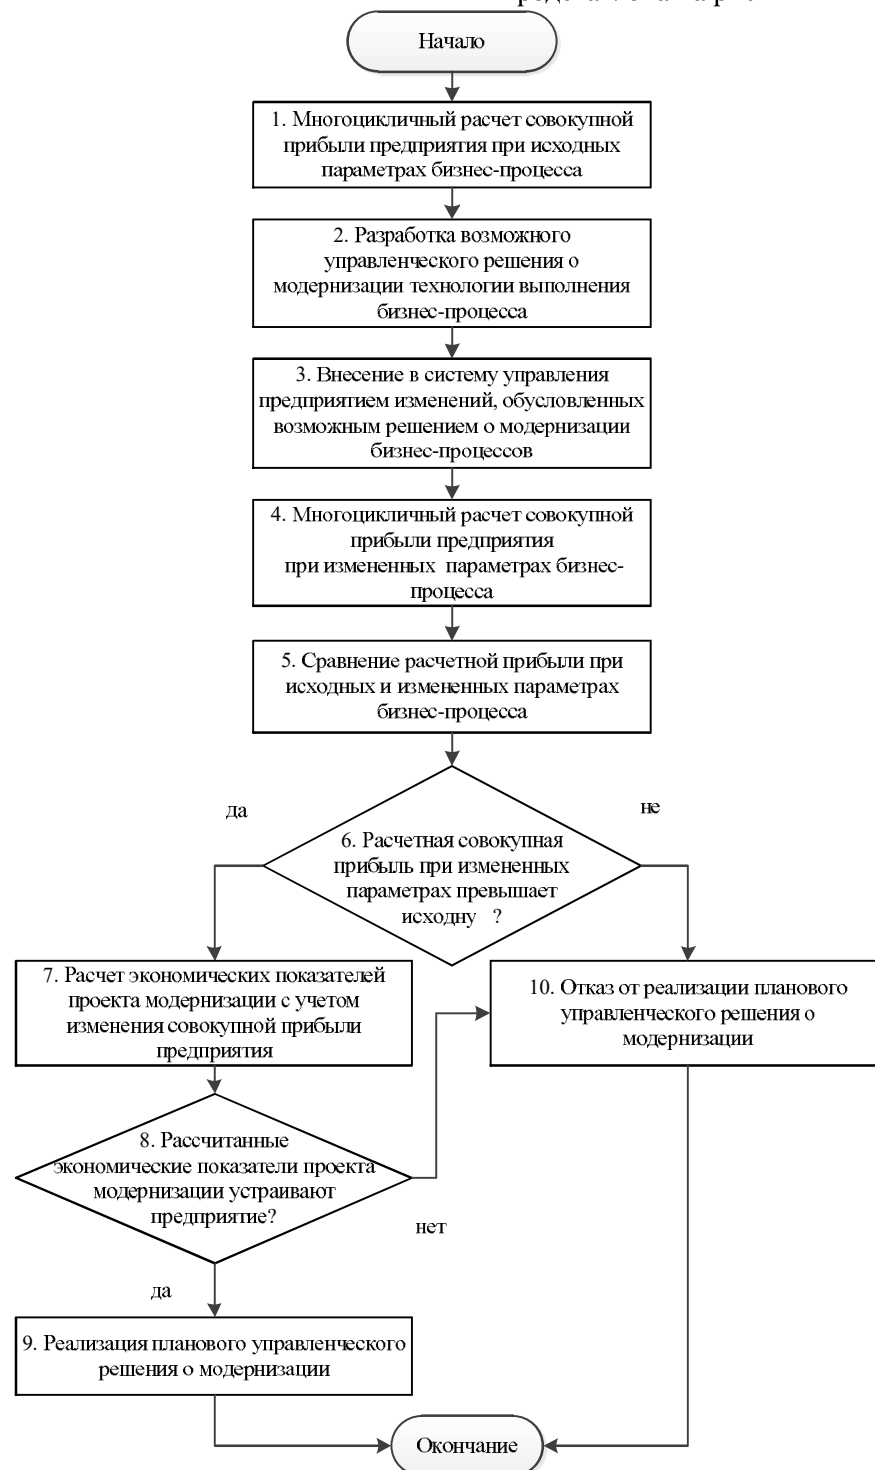 Начало
1. Многоцикличный расчет совокупной
прибыли предприятия при исходных
параметрах бизнес-процесса
2. Разработка возможного
управленческого решения о
модернизации технологии выполнения
бизнес-процесса
3. Внесение в систему управления
предприятием изменений, обусловленных
возможным решением о модернизации
бизнес-процессов
4. Многоцикличный расчет совокупной
прибыли предприятия
при измененных параметрах бизнес-
процесса
5. Сравнение расчетной прибыли при
исходных и измененных параметрах
бизнес-процесса
да
не
6. Расчетная совокупная
прибыль при измененных
параметрах превышает
исходну ?
7. Расчет экономических показателей
проекта модернизации с учетом
изменения совокупной прибыли
предприятия
10. Отказ от реализации планового
управленческого решения о
модернизации
8. Рассчитанные
экономические показатели проекта
модернизации устраивают
предприятие?
нет
да
9. Реализация планового управленческого
решения о модернизации
Окончание